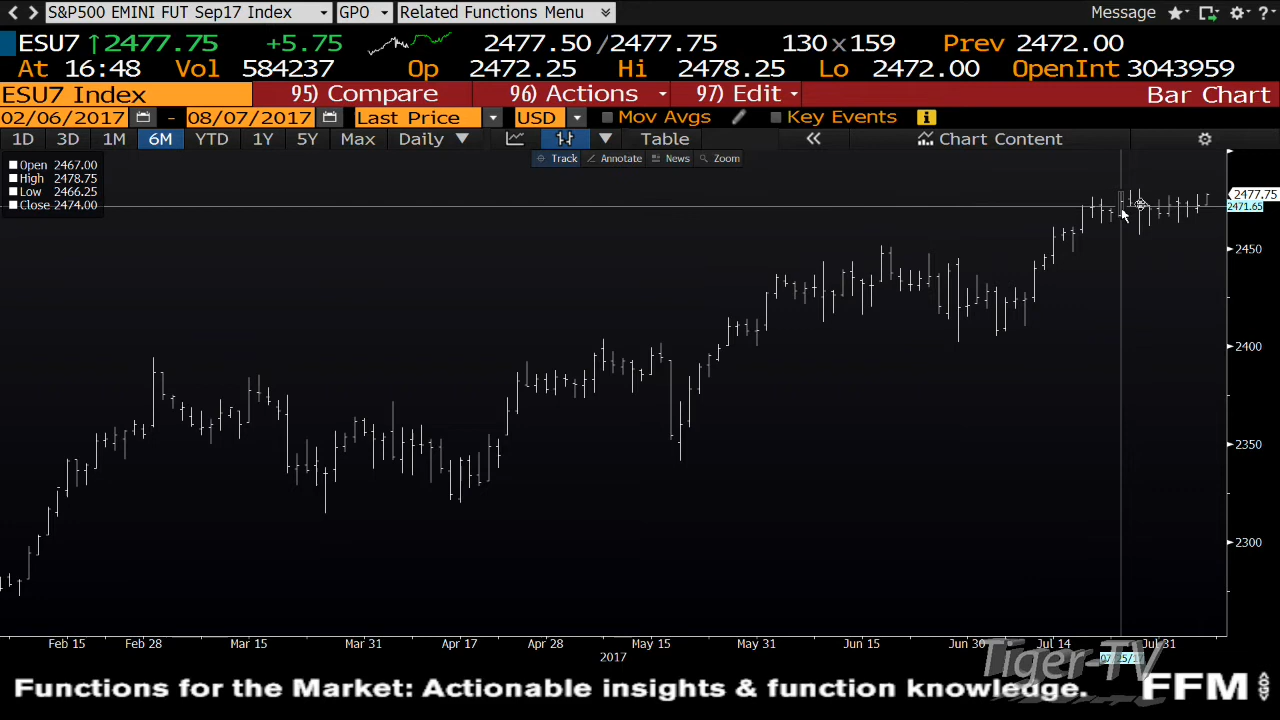 S&P500 EMINI FUT Sep17 Index GPO Related Functions Menu Message ?
ESU7 ↑2477.75 +5.75 2477.50/2477.75 130x159 Prev 2472.00
At 16:48 Vol 584237 Op 2472.25 Hi 2478.25 Lo 2472.00 OpenInt 3043959
ESU7 Index 95) Compare 96) Actions 97) Edit Bar Chart
02/06/2017 - 08/07/2017 Last Price USD Mov Avgs Key Events i
1D 3D 1M 6M YTD 1Y 5Y Max Daily Table « Chart Content
Track Annotate News Zoom
Open 2467.00
High 2478.75
Low 2466.25
Close 2474.00
2477.75
2471.65
2450
2400
2350
2300
Feb 15 Feb 28 Mar 15 Mar 31 Apr 17 Apr 28 May 15 May 31 Jun 15 Jun 30 Jul 14 Jul 31
2017
Tiger-TV
Functions for the Market: Actionable insights & function knowledge. FFM